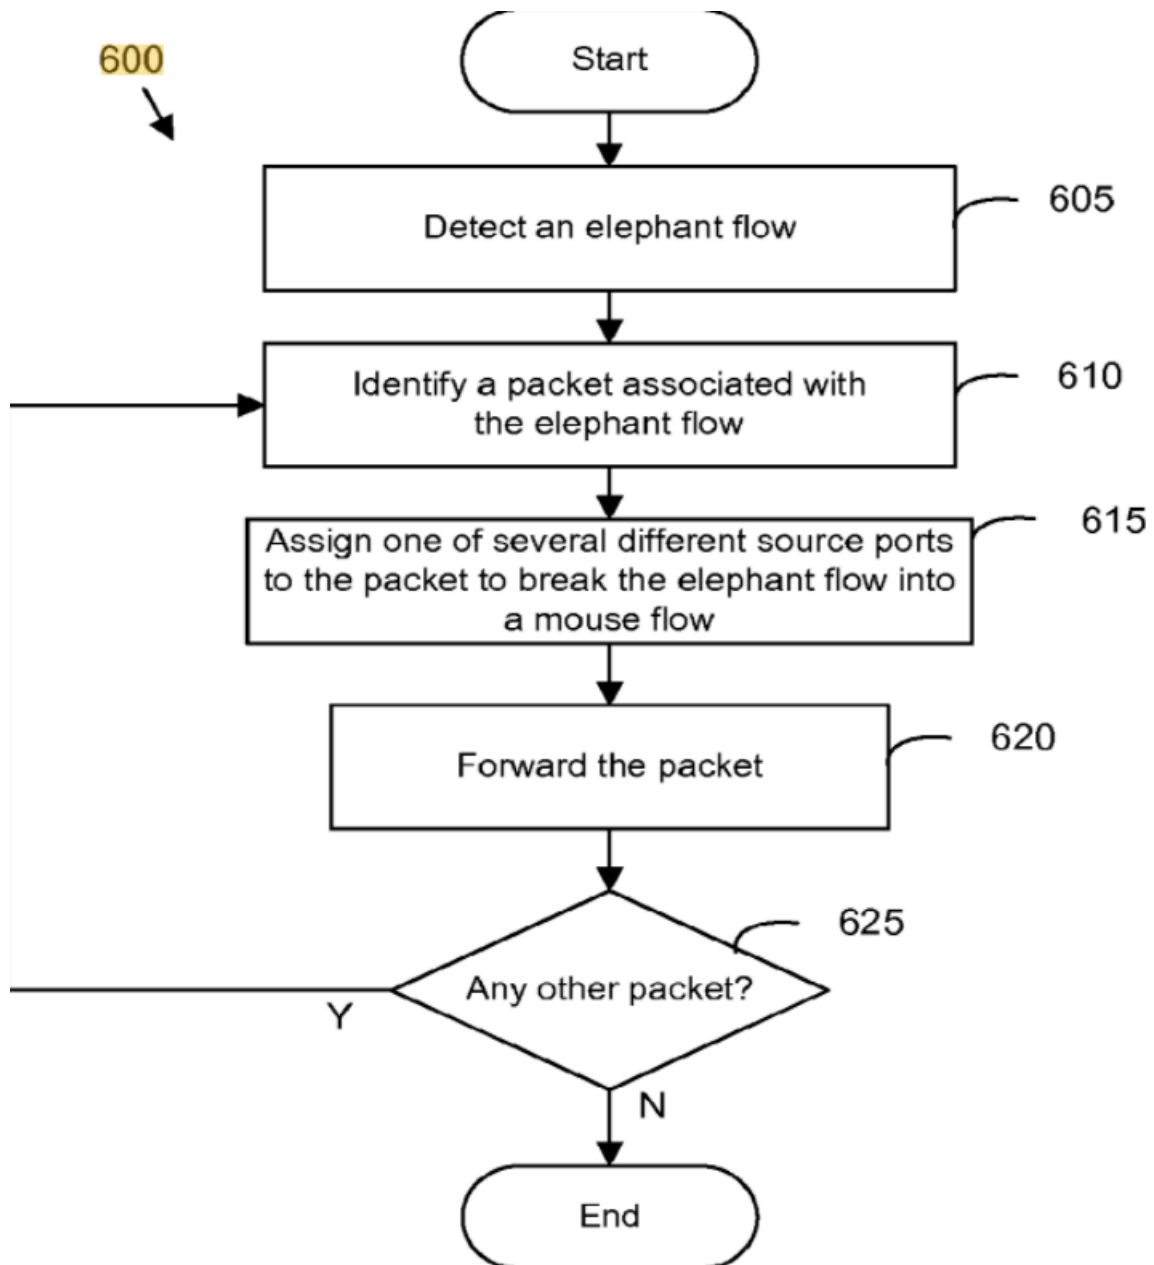 600
Start
Detect an elephant flow
605
Identify a packet associated with
the elephant flow
610
Assign one of several different source ports
to the packet to break the elephant flow into
a mouse flow
615
Forward the packet
620
Any other packet?
625
Y
N
End